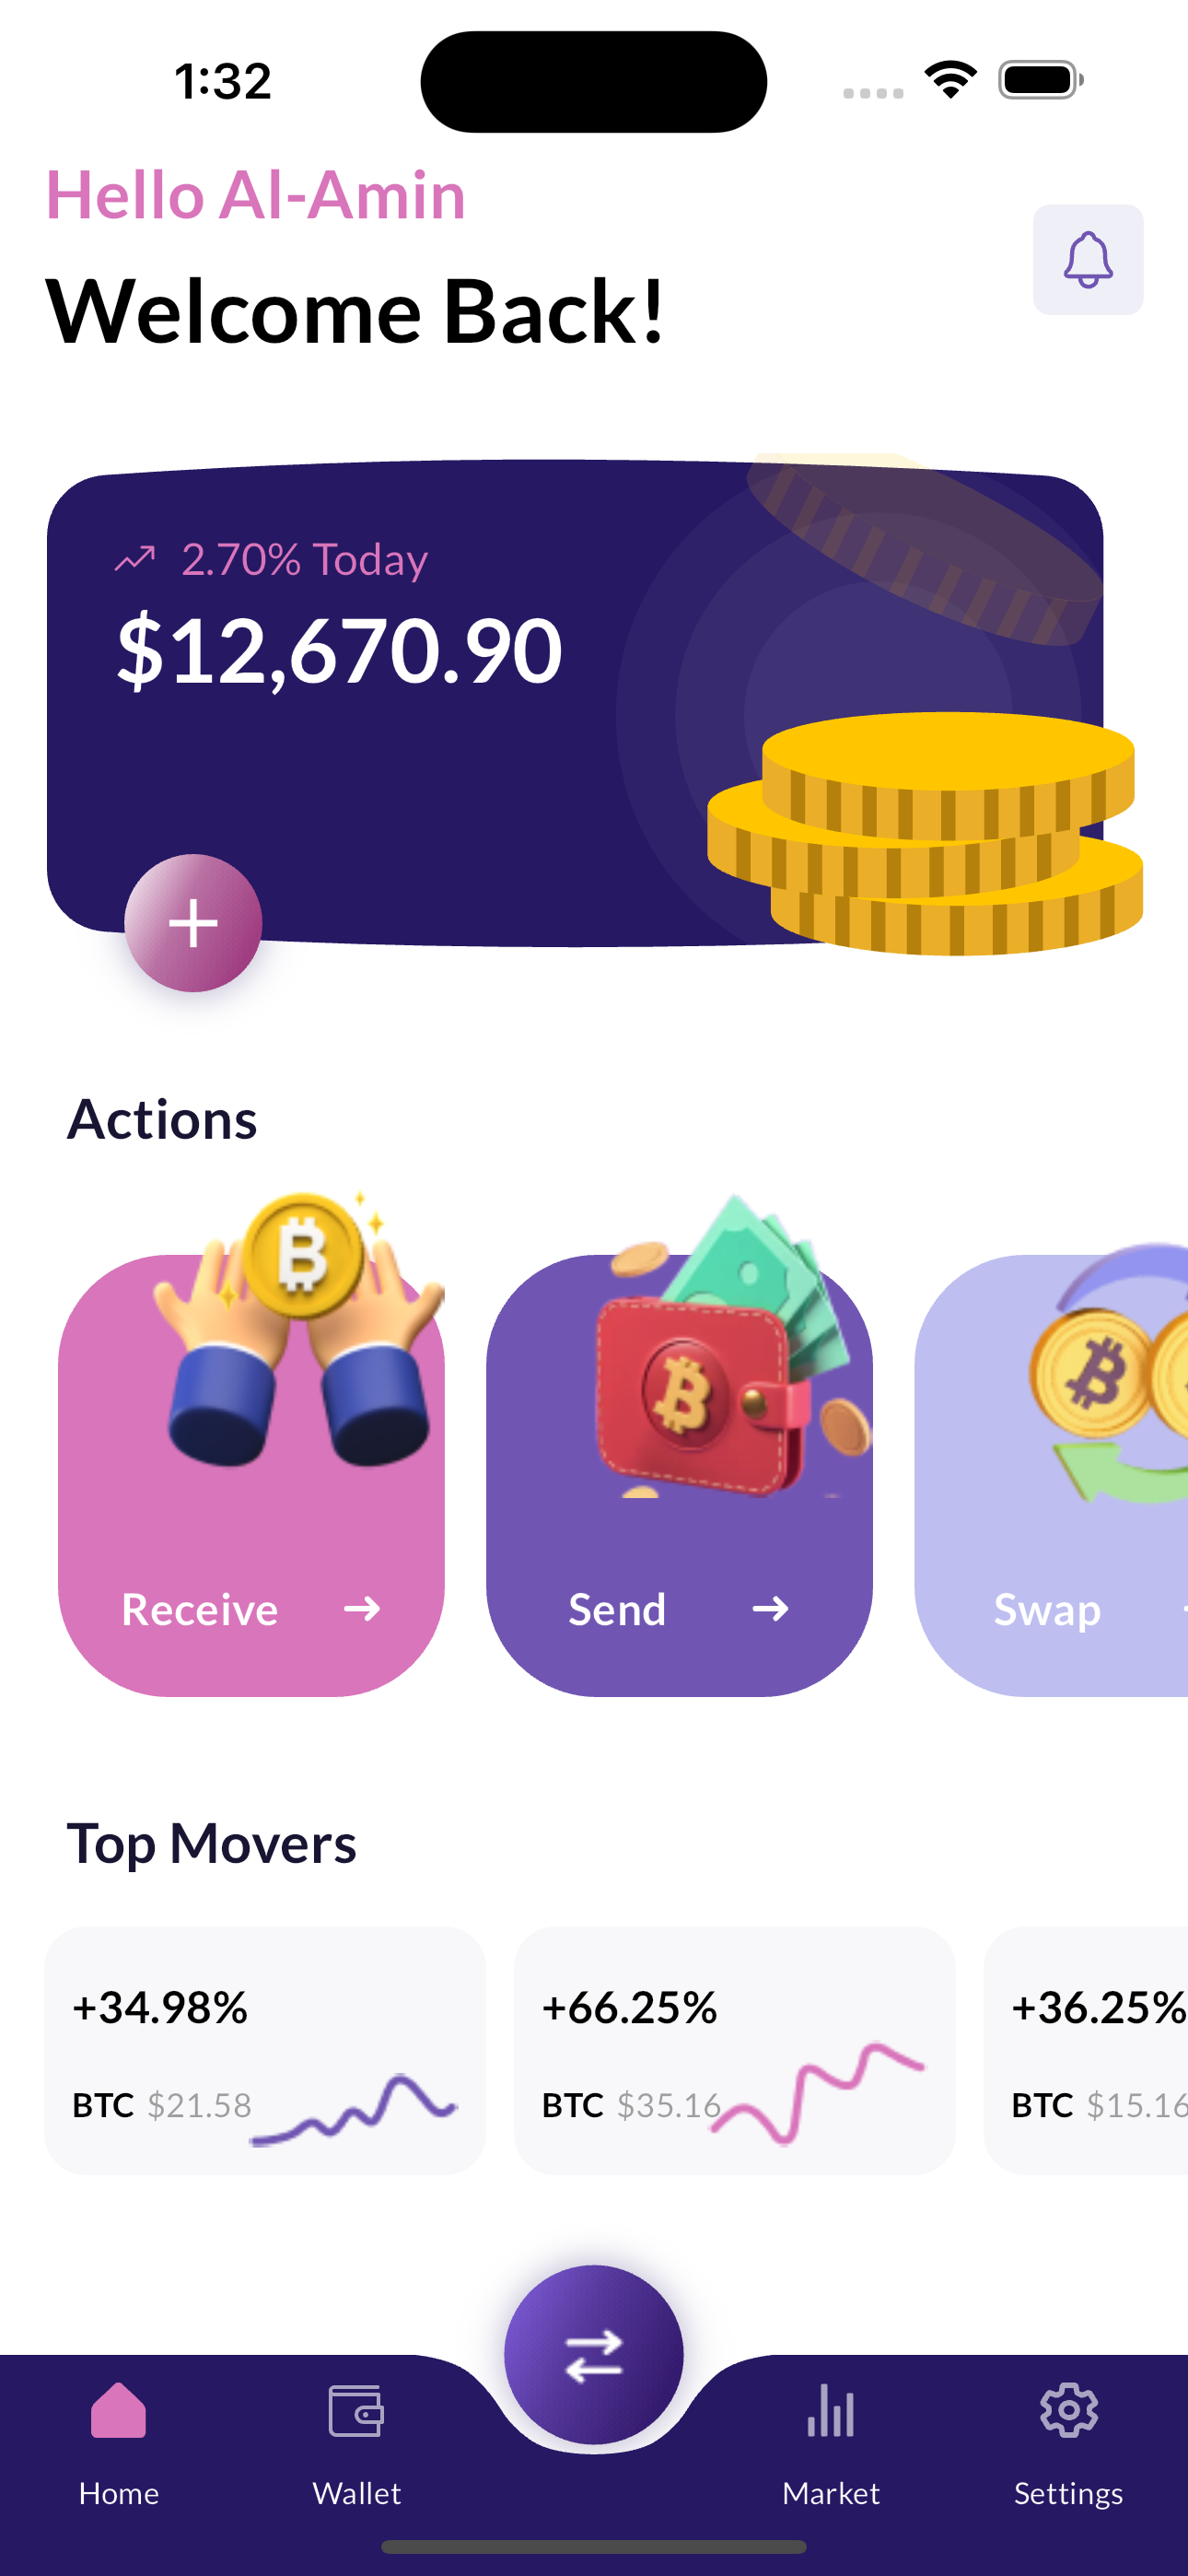 1:32
Hello Al-Amin
Welcome Back!
2.70% Today
$12,670.90
Actions
Receive
Send
Swap
Top Movers
+34.98%
BTC $21.58
+66.25%
BTC $35.16
+36.25%
BTC $15.16
Home
Wallet
Market
Settings